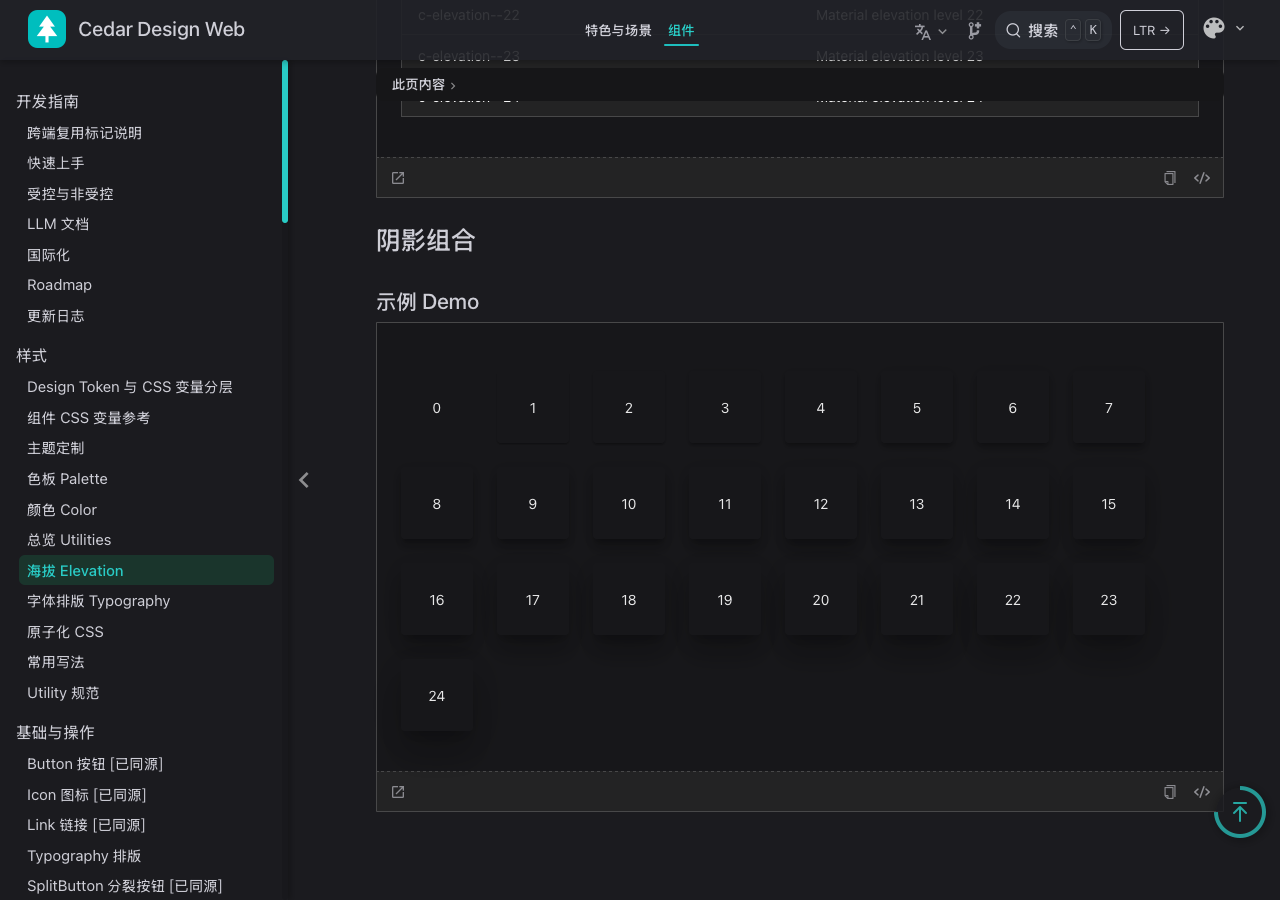 Cedar Design Web
特色与场景
组件
搜索
^
K
LTR →
c-elevation--22
Material elevation level 22
c-elevation--23
Material elevation level 23
此页内容 ›
c-elevation--24
Material elevation level 24
开发指南
跨端复用标记说明
快速上手
受控与非受控
LLM 文档
国际化
Roadmap
更新日志
样式
Design Token 与 CSS 变量分层
组件 CSS 变量参考
主题定制
色板 Palette
颜色 Color
总览 Utilities
海拔 Elevation
字体排版 Typography
原子化 CSS
常用写法
Utility 规范
基础与操作
Button 按钮 [已同源]
Icon 图标 [已同源]
Link 链接 [已同源]
Typography 排版
SplitButton 分裂按钮 [已同源]
阴影组合
示例 Demo
0 1 2 3 4 5 6 7
8 9 10 11 12 13 14 15
16 17 18 19 20 21 22 23
24